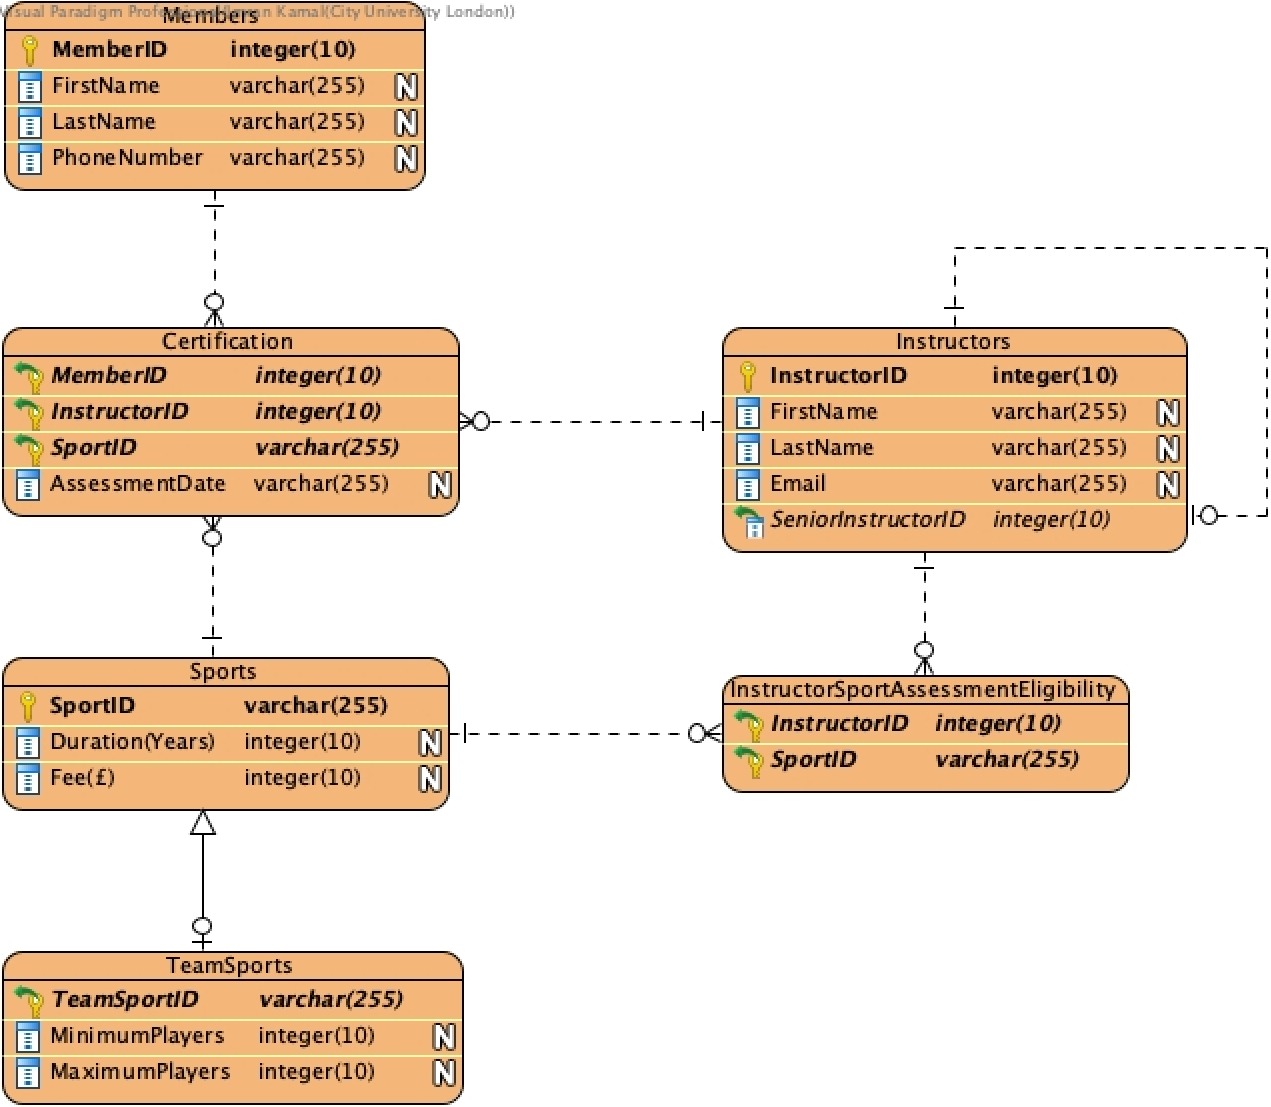 Visual Paradigm Professional(Imran Kamal(City University London))
Members
MemberID integer(10)
FirstName varchar(255) N
LastName varchar(255) N
PhoneNumber varchar(255) N
Certification
MemberID integer(10)
InstructorID integer(10)
SportID varchar(255)
AssessmentDate varchar(255) N
Instructors
InstructorID integer(10)
FirstName varchar(255) N
LastName varchar(255) N
Email varchar(255) N
SeniorInstructorID integer(10)
Sports
SportID varchar(255)
Duration(Years) integer(10) N
Fee(£) integer(10) N
InstructorSportAssessmentEligibility
InstructorID integer(10)
SportID varchar(255)
TeamSports
TeamSportID varchar(255)
MinimumPlayers integer(10) N
MaximumPlayers integer(10) N